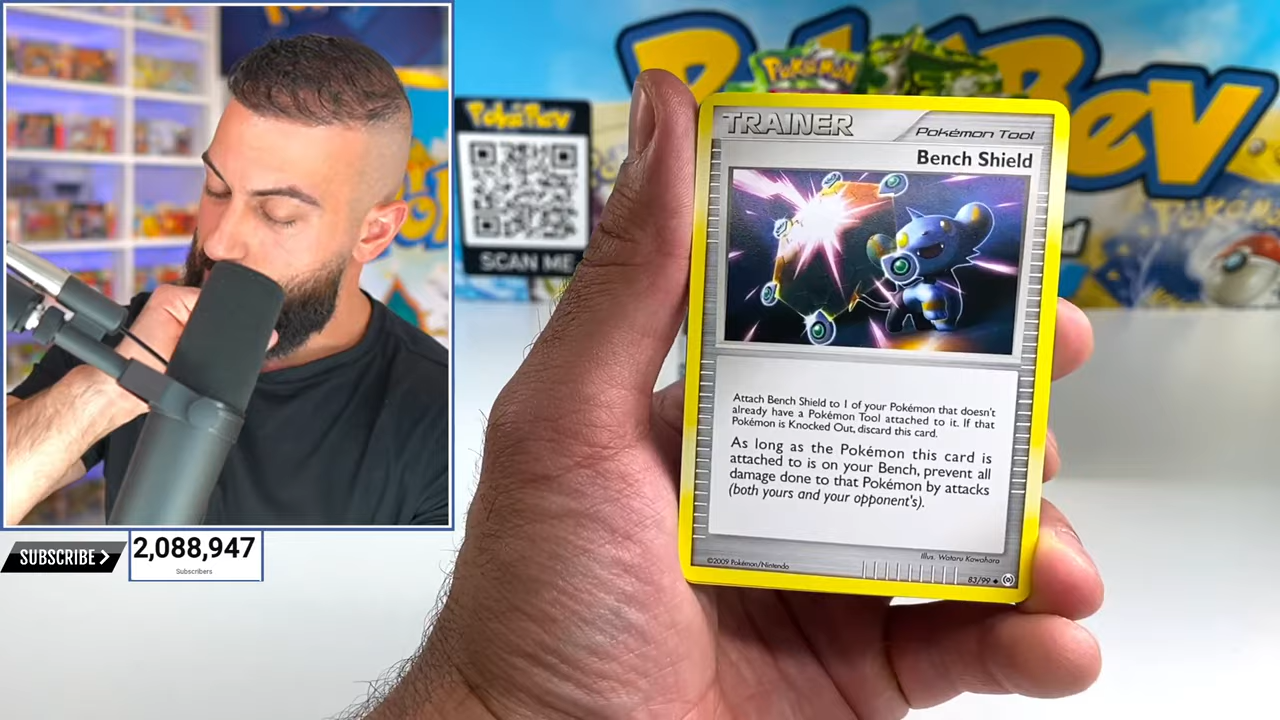 PokéRev
SCAN ME
Pokémon
PokéRev
TRAINER
Pokémon Tool
Bench Shield
Attach Bench Shield to 1 of your Pokémon that doesn't
already have a Pokémon Tool attached to it. If that
Pokémon is Knocked Out, discard this card.
As long as the Pokémon this card is
attached to is on your Bench, prevent all
damage done to that Pokémon by attacks
(both yours and your opponent's).
Illus. Wataru Kawahara
©2009 Pokémon/Nintendo
83/99
SUBSCRIBE
2,088,947
Subscribers